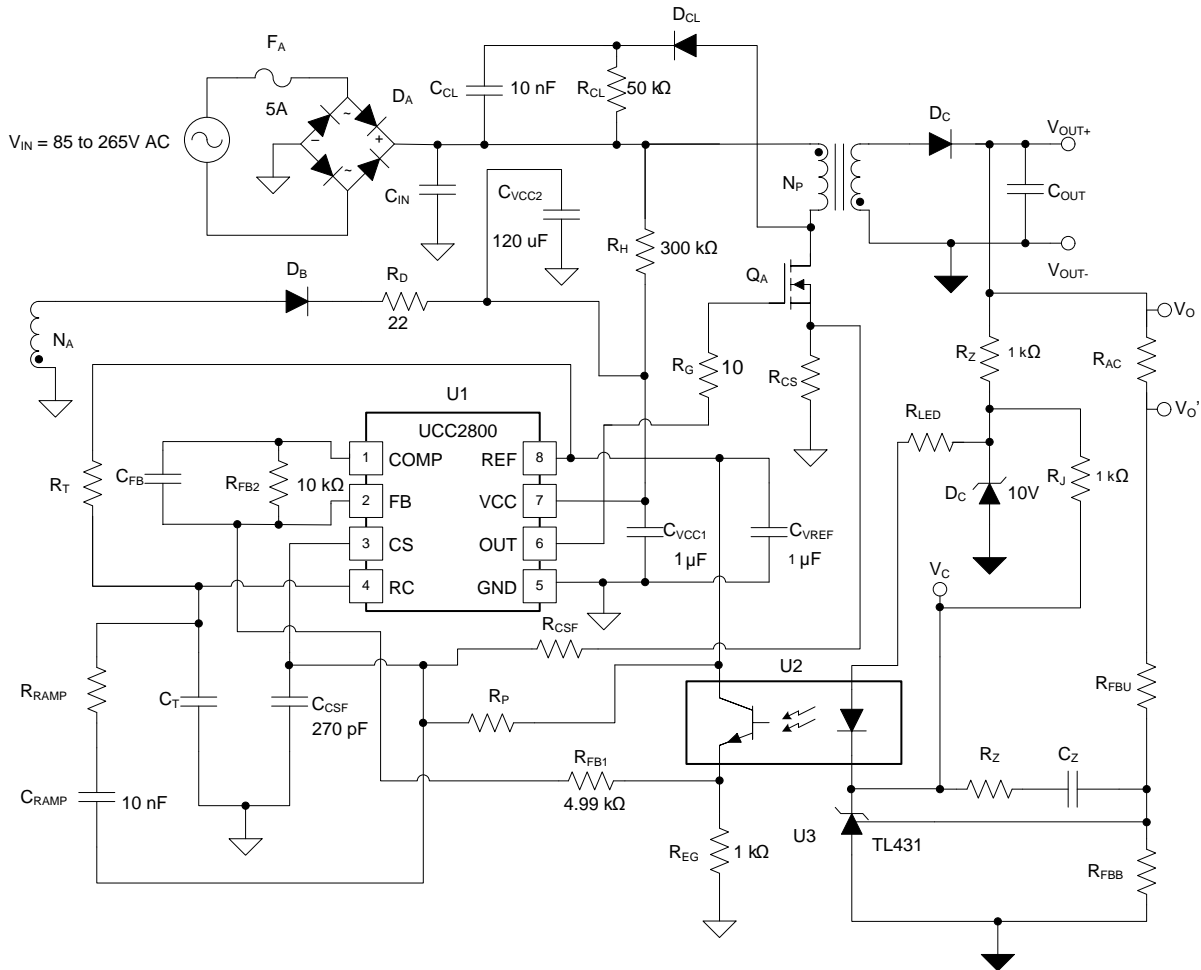 D_CL
F_A
5A
V_IN = 85 to 265V AC
~
~
-
+
D_A
C_CL
10 nF
R_CL
50 kΩ
C_IN
C_VCC2
120 uF
R_H
300 kΩ
N_P
D_C
V_OUT+
C_OUT
V_OUT-
Q_A
D_B
R_D
22
N_A
R_G
10
R_CS
R_Z
1 kΩ
R_AC
V_O
V_O'
R_LED
R_J
1 kΩ
D_C
10V
U1
UCC2800
1 COMP REF 8
2 FB VCC 7
3 CS OUT 6
4 RC GND 5
R_T
C_FB
R_FB2
10 kΩ
C_VCC1
1 µF
C_VREF
1 µF
V_C
R_CSF
U2
R_FBU
R_RAMP
C_T
C_CSF
270 pF
R_P
R_Z
C_Z
C_RAMP
10 nF
R_FB1
4.99 kΩ
U3
TL431
R_EG
1 kΩ
R_FBB